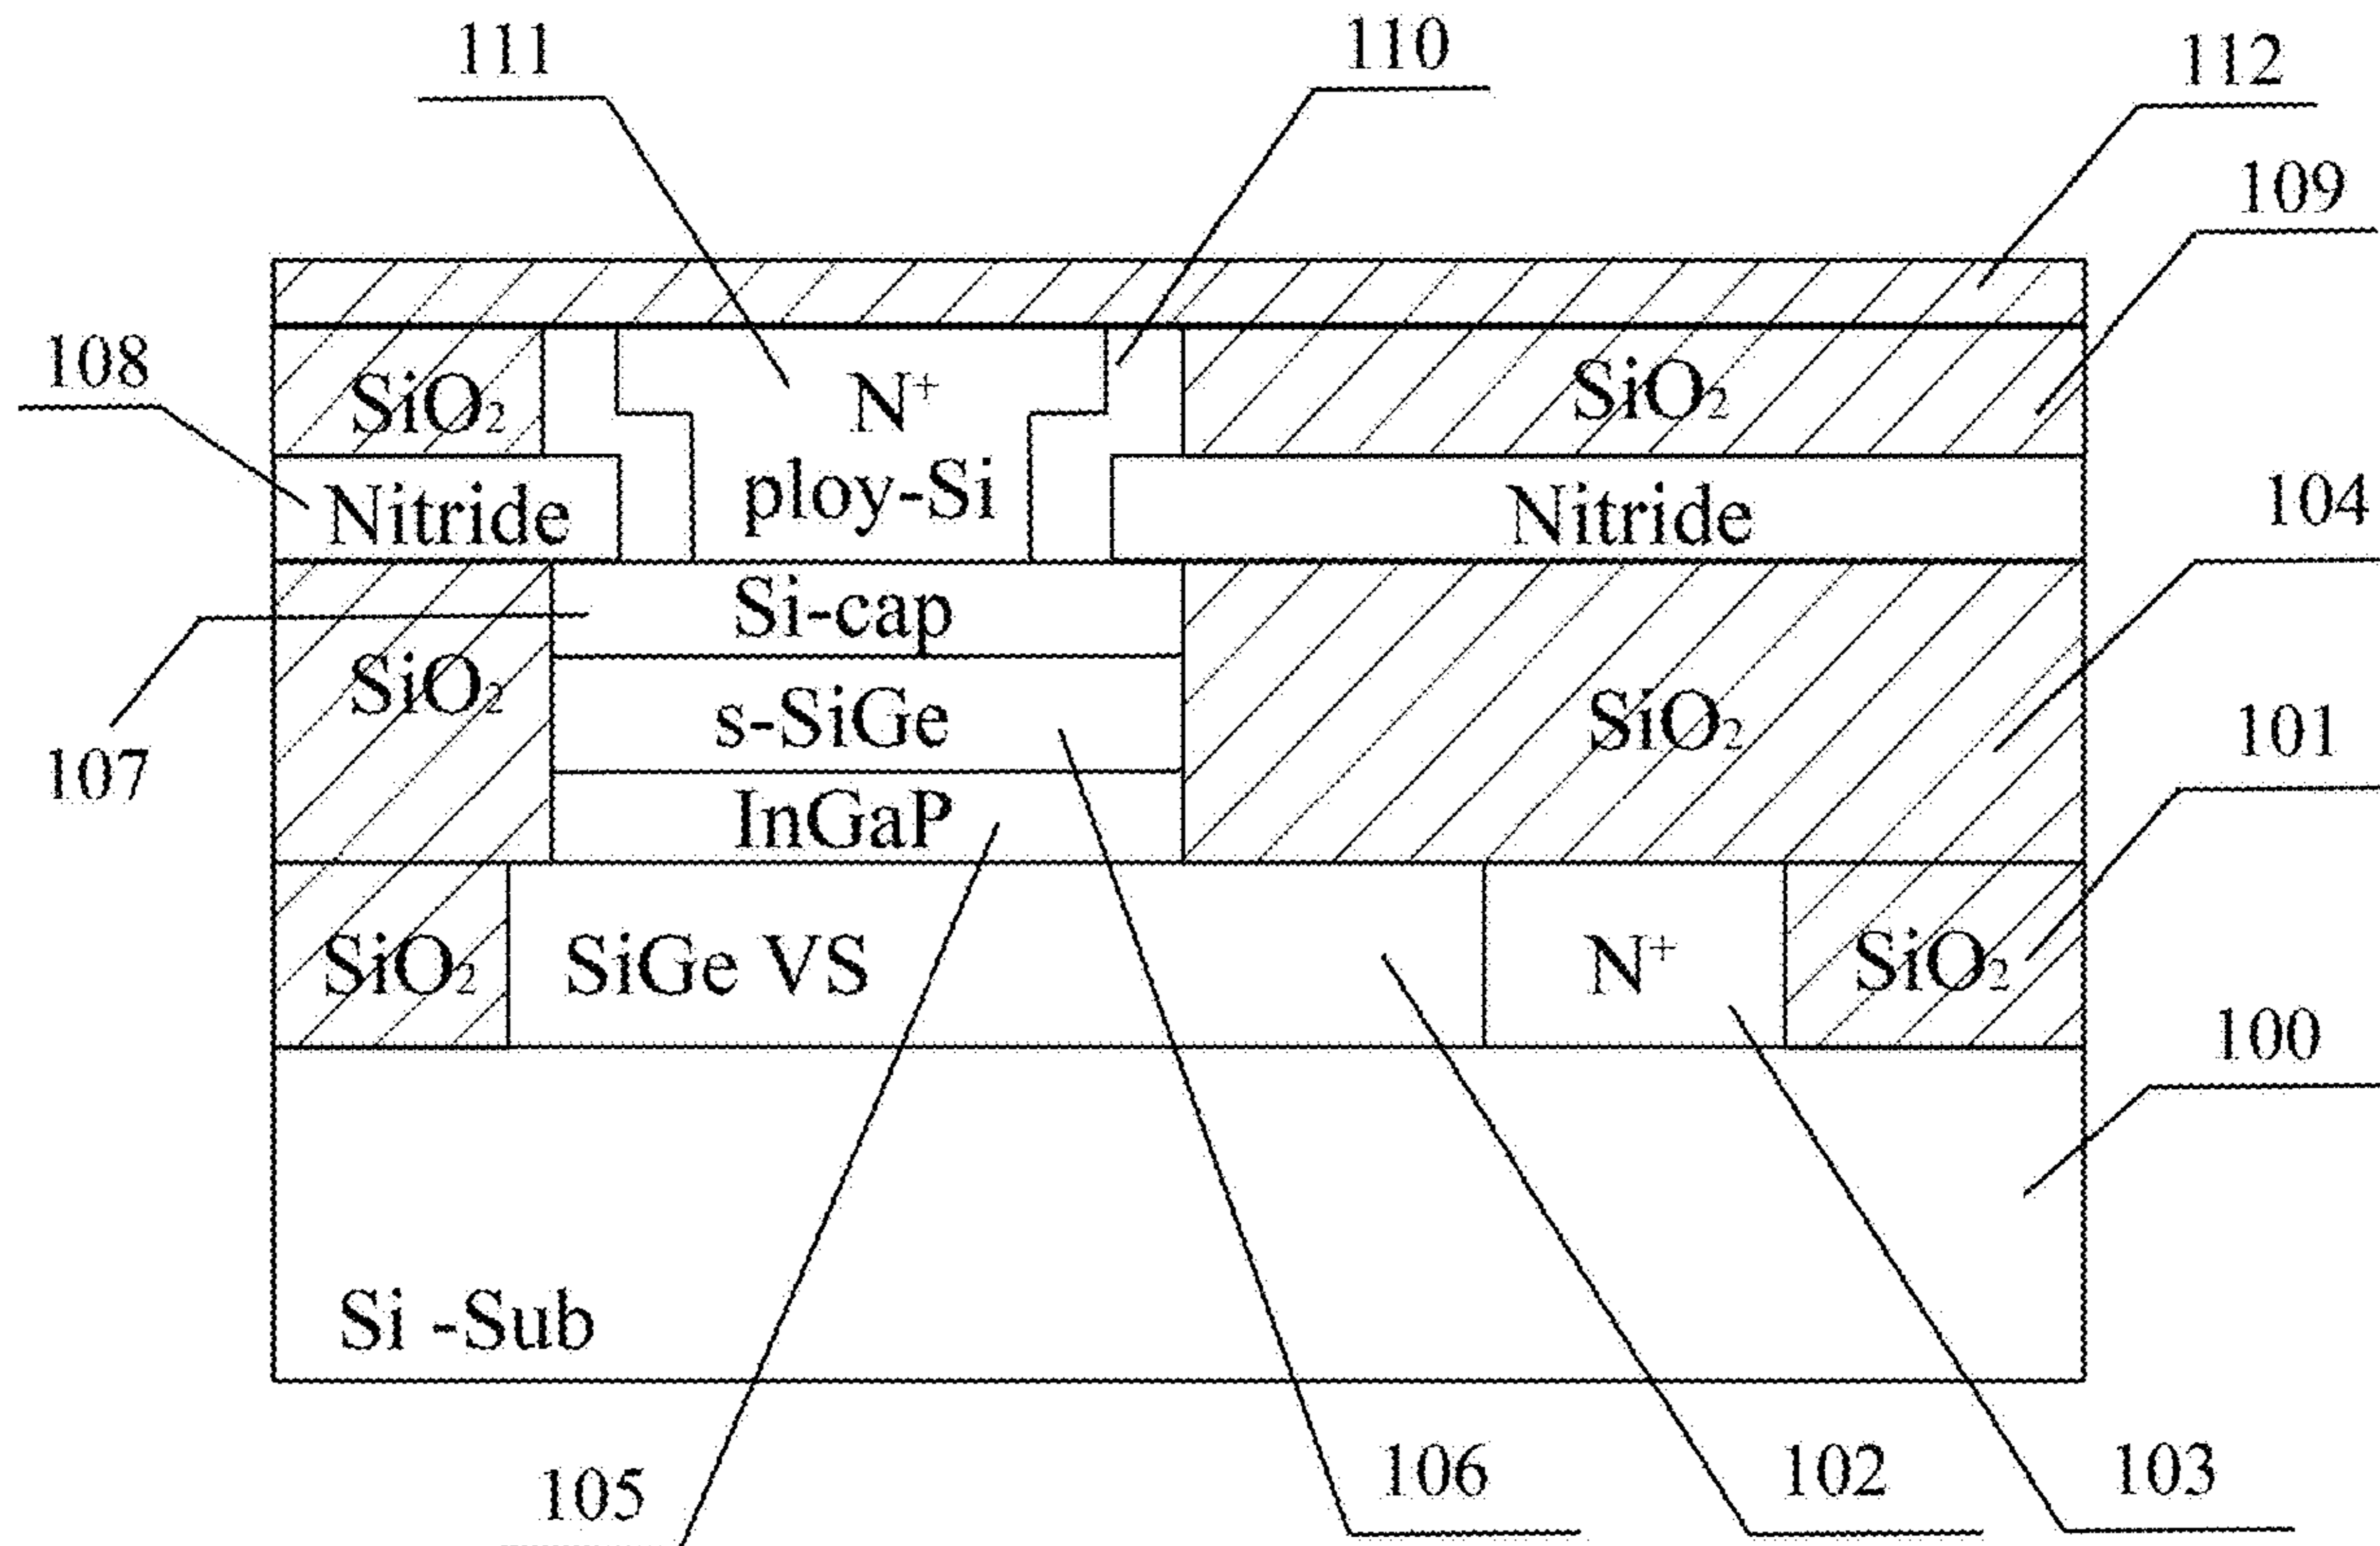 111
110
112
109
108
SiO₂
N⁺
SiO₂
ploy-Si
Nitride
Nitride
104
Si-cap
SiO₂
s-SiGe
SiO₂
101
107
InGaP
SiO₂
SiGe VS
N⁺
SiO₂
100
Si -Sub
105
106
102
103